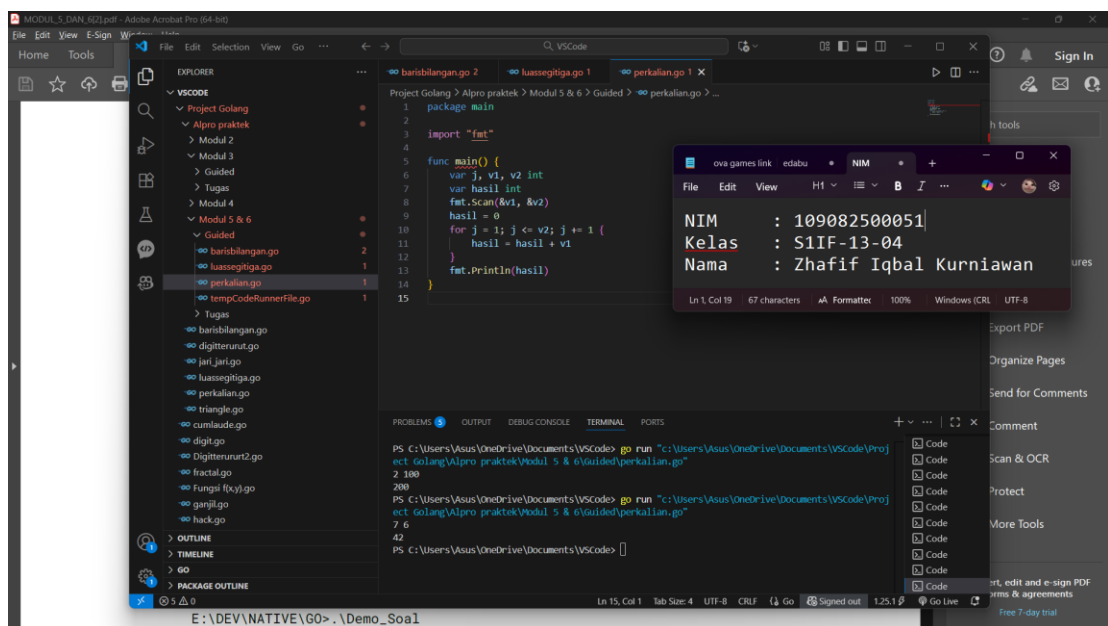 MODUL_5_DAN_6[2].pdf - Adobe Acrobat Pro (64-bit)
File Edit View E-Sign
Home Tools
Sign In
File Edit Selection View Go ···
VSCode
EXPLORER
VSCODE
Project Golang
Alpro praktek
Modul 2
Modul 3
Guided
Tugas
Modul 4
Modul 5 & 6
Guided
barisbilangan.go 2
luassegitiga.go 1
perkalian.go 1
tempCodeRunnerFile.go 1
Tugas
barisbilangan.go
digitterurut.go
jari_jari.go
luassegitiga.go
perkalian.go
triangle.go
cumlaude.go
digit.go
Digitterururt2.go
fractal.go
Fungsi f(x,y).go
ganjil.go
hack.go
OUTLINE
TIMELINE
GO
PACKAGE OUTLINE
barisbilangan.go 2 luassegitiga.go 1 perkalian.go 1
Project Golang > Alpro praktek > Modul 5 & 6 > Guided > perkalian.go > ...
1 package main
2
3 import "fmt"
4
5 func main() {
6 var j, v1, v2 int
7 var hasil int
8 fmt.Scan(&v1, &v2)
9 hasil = 0
10 for j = 1; j <= v2; j += 1 {
11 hasil = hasil + v1
12 }
13 fmt.Println(hasil)
14 }
15
ova games link edabu NIM
File Edit View H1 B I ···
NIM : 109082500051
Kelas : S1IF-13-04
Nama : Zhafif Iqbal Kurniawan
Ln 1, Col 19 67 characters Formatted 100% Windows (CRL UTF-8
PROBLEMS 5 OUTPUT DEBUG CONSOLE TERMINAL PORTS
PS C:\Users\Asus\OneDrive\Documents\VSCode> go run "c:\Users\Asus\OneDrive\Documents\VSCode\Proj
ect Golang\Alpro praktek\Modul 5 & 6\Guided\perkalian.go"
2 100
200
PS C:\Users\Asus\OneDrive\Documents\VSCode> go run "c:\Users\Asus\OneDrive\Documents\VSCode\Proj
ect Golang\Alpro praktek\Modul 5 & 6\Guided\perkalian.go"
7 6
42
PS C:\Users\Asus\OneDrive\Documents\VSCode>
Code
Code
Code
Code
Code
Code
Code
Code
Code
Code
5 0
Ln 15, Col 1 Tab Size: 4 UTF-8 CRLF Go Signed out 1.25.1 Go Live
h tools
ures
Export PDF
Organize Pages
Send for Comments
Comment
Scan & OCR
Protect
More Tools
ert, edit and e-sign PDF
orms & agreements
Free 7-day trial
E:\DEV\NATIVE\GO>.\Demo_Soal